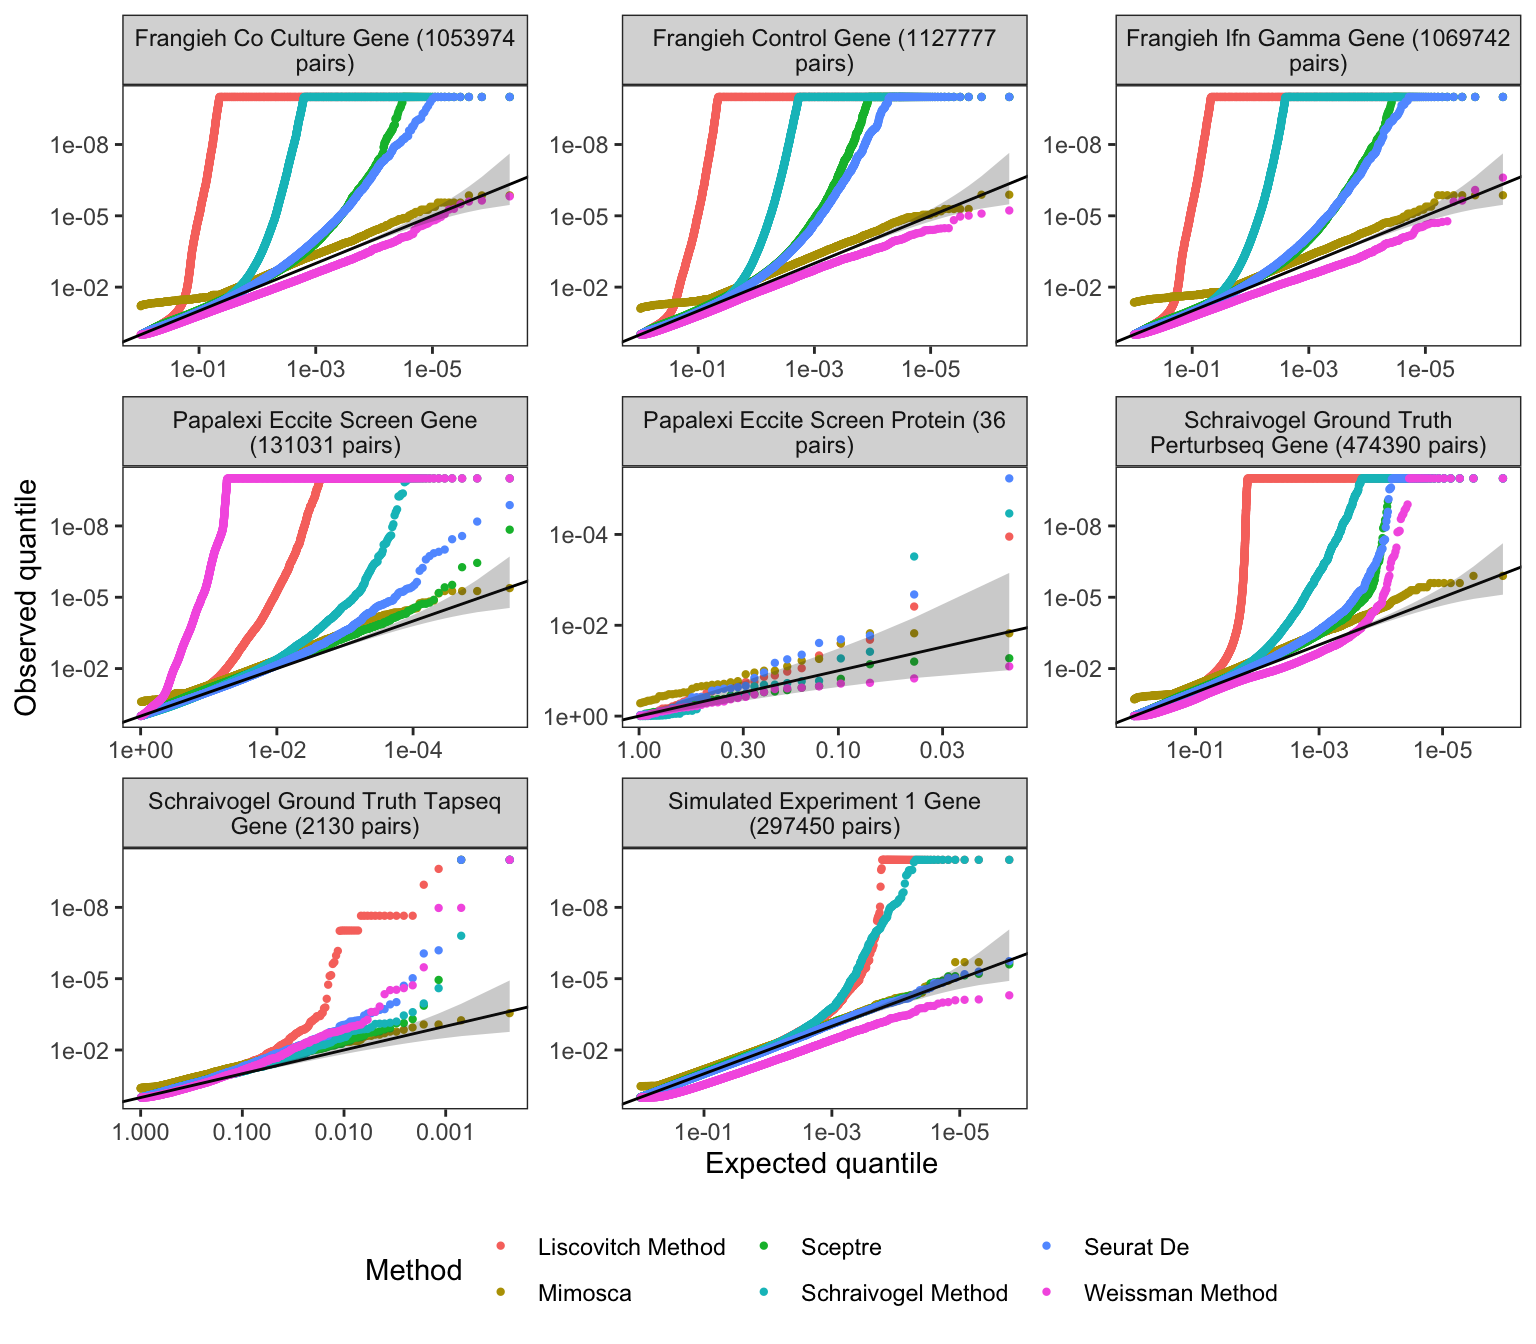 Frangieh Co Culture Gene (1053974
pairs)
Frangieh Control Gene (1127777
pairs)
Frangieh Ifn Gamma Gene (1069742
pairs)
1e-08
1e-05
1e-02
1e-01
1e-03
1e-05
1e-08
1e-05
1e-02
1e-01
1e-03
1e-05
1e-08
1e-05
1e-02
1e-01
1e-03
1e-05
Papalexi Eccite Screen Gene
(131031 pairs)
Papalexi Eccite Screen Protein (36
pairs)
Schraivogel Ground Truth
Perturbseq Gene (474390 pairs)
Observed quantile
1e-08
1e-05
1e-02
1e+00
1e-02
1e-04
1e-04
1e-02
1e+00
1.00
0.30
0.10
0.03
1e-08
1e-05
1e-02
1e-01
1e-03
1e-05
Schraivogel Ground Truth Tapseq
Gene (2130 pairs)
Simulated Experiment 1 Gene
(297450 pairs)
1e-08
1e-05
1e-02
1.000
0.100
0.010
0.001
1e-08
1e-05
1e-02
1e-01
1e-03
1e-05
Expected quantile
Method
Liscovitch Method
Sceptre
Seurat De
Mimosca
Schraivogel Method
Weissman Method